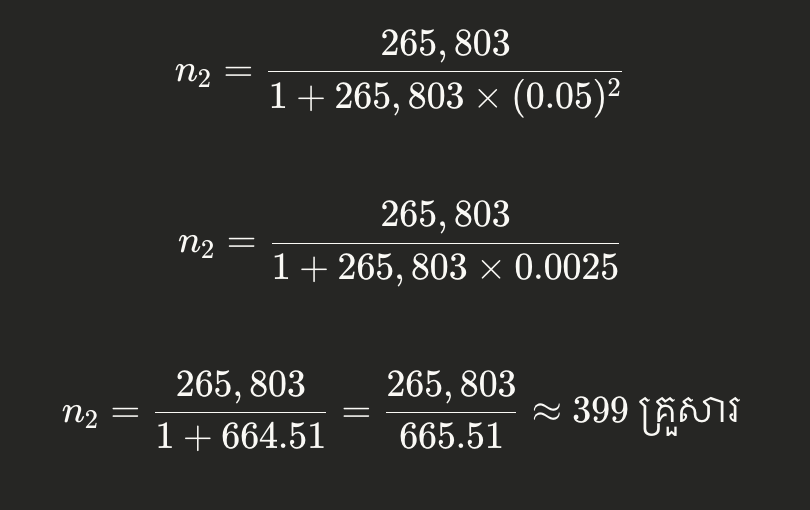 n₂ = 265,803 / (1 + 265,803 × (0.05)²)
n₂ = 265,803 / (1 + 265,803 × 0.0025)
n₂ = 265,803 / (1 + 664.51) = 265,803 / 665.51 ≈ 399 គ្រួសារ